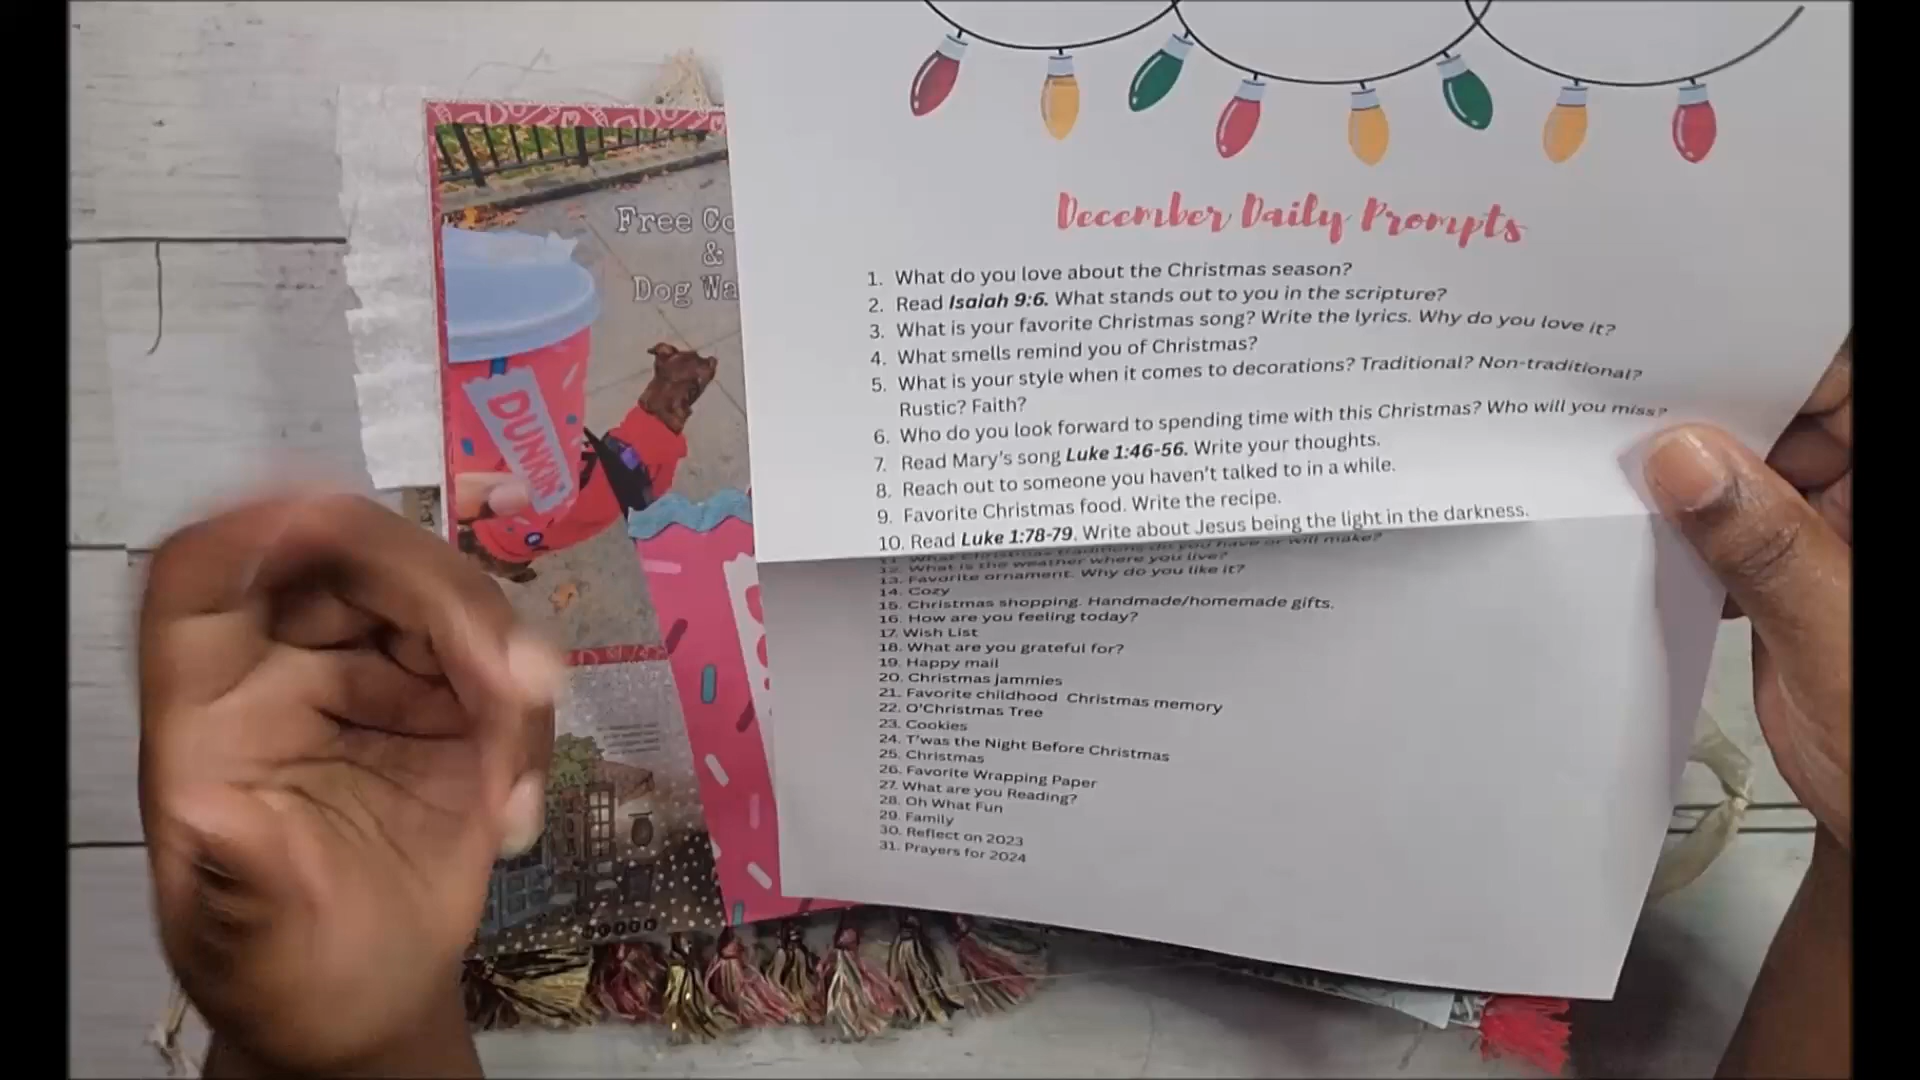 Free Co
&
Dog Wa
DUNKIN'
December Daily Prompts
1. What do you love about the Christmas season?
2. Read Isaiah 9:6. What stands out to you in the scripture?
3. What is your favorite Christmas song? Write the lyrics. Why do you love it?
4. What smells remind you of Christmas?
5. What is your style when it comes to decorations? Traditional? Non-traditional?
Rustic? Faith?
6. Who do you look forward to spending time with this Christmas? Who will you miss?
7. Read Mary's song Luke 1:46-56. Write your thoughts.
8. Reach out to someone you haven't talked to in a while.
9. Favorite Christmas food. Write the recipe.
10. Read Luke 1:78-79. Write about Jesus being the light in the darkness.
11. What Christmas traditions do you have or will make?
12. What is the weather where you live?
13. Favorite ornament. Why do you like it?
14. Cozy
15. Christmas shopping. Handmade/homemade gifts.
16. How are you feeling today?
17. Wish List
18. What are you grateful for?
19. Happy mail
20. Christmas jammies
21. Favorite childhood Christmas memory
22. O'Christmas Tree
23. Cookies
24. T'was the Night Before Christmas
25. Christmas
26. Favorite Wrapping Paper
27. What are you Reading?
28. Oh What Fun
29. Family
30. Reflect on 2023
31. Prayers for 2024